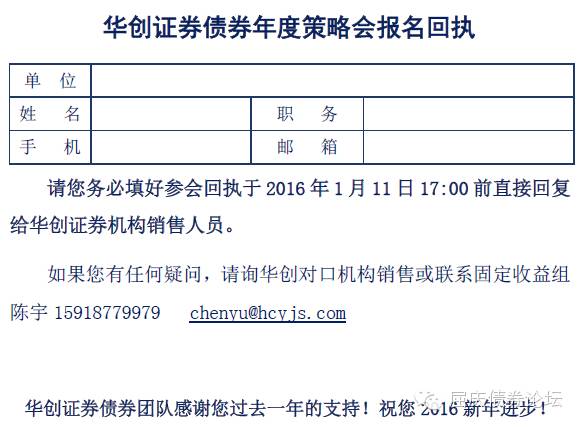 华创证券债券年度策略会报名回执
单 位
姓 名 职 务
手 机 邮 箱
请您务必填好参会回执于 2016 年 1 月 11 日 17:00 前直接回复
给华创证券机构销售人员。
如果您有任何疑问，请询华创对口机构销售或联系固定收益组
陈宇 15918779979 chenyu@hcyjs.com
华创证券债券团队感谢您过去一年的支持！祝您 2016 新年进步！
屈庆债券论坛